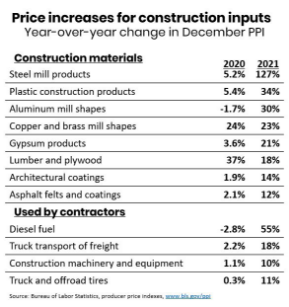 Price increases for construction inputs
Year-over-year change in December PPI
Construction materials 2020 2021
Steel mill products 5.2% 127%
Plastic construction products 5.4% 34%
Aluminum mill shapes -1.7% 30%
Copper and brass mill shapes 24% 23%
Gypsum products 3.6% 21%
Lumber and plywood 37% 18%
Architectural coatings 1.9% 14%
Asphalt felts and coatings 2.1% 12%
Used by contractors
Diesel fuel -2.8% 55%
Truck transport of freight 2.2% 18%
Construction machinery and equipment 1.1% 10%
Truck and offroad tires 0.3% 11%
Source: Bureau of Labor Statistics, producer price indexes, www.bls.gov/ppi